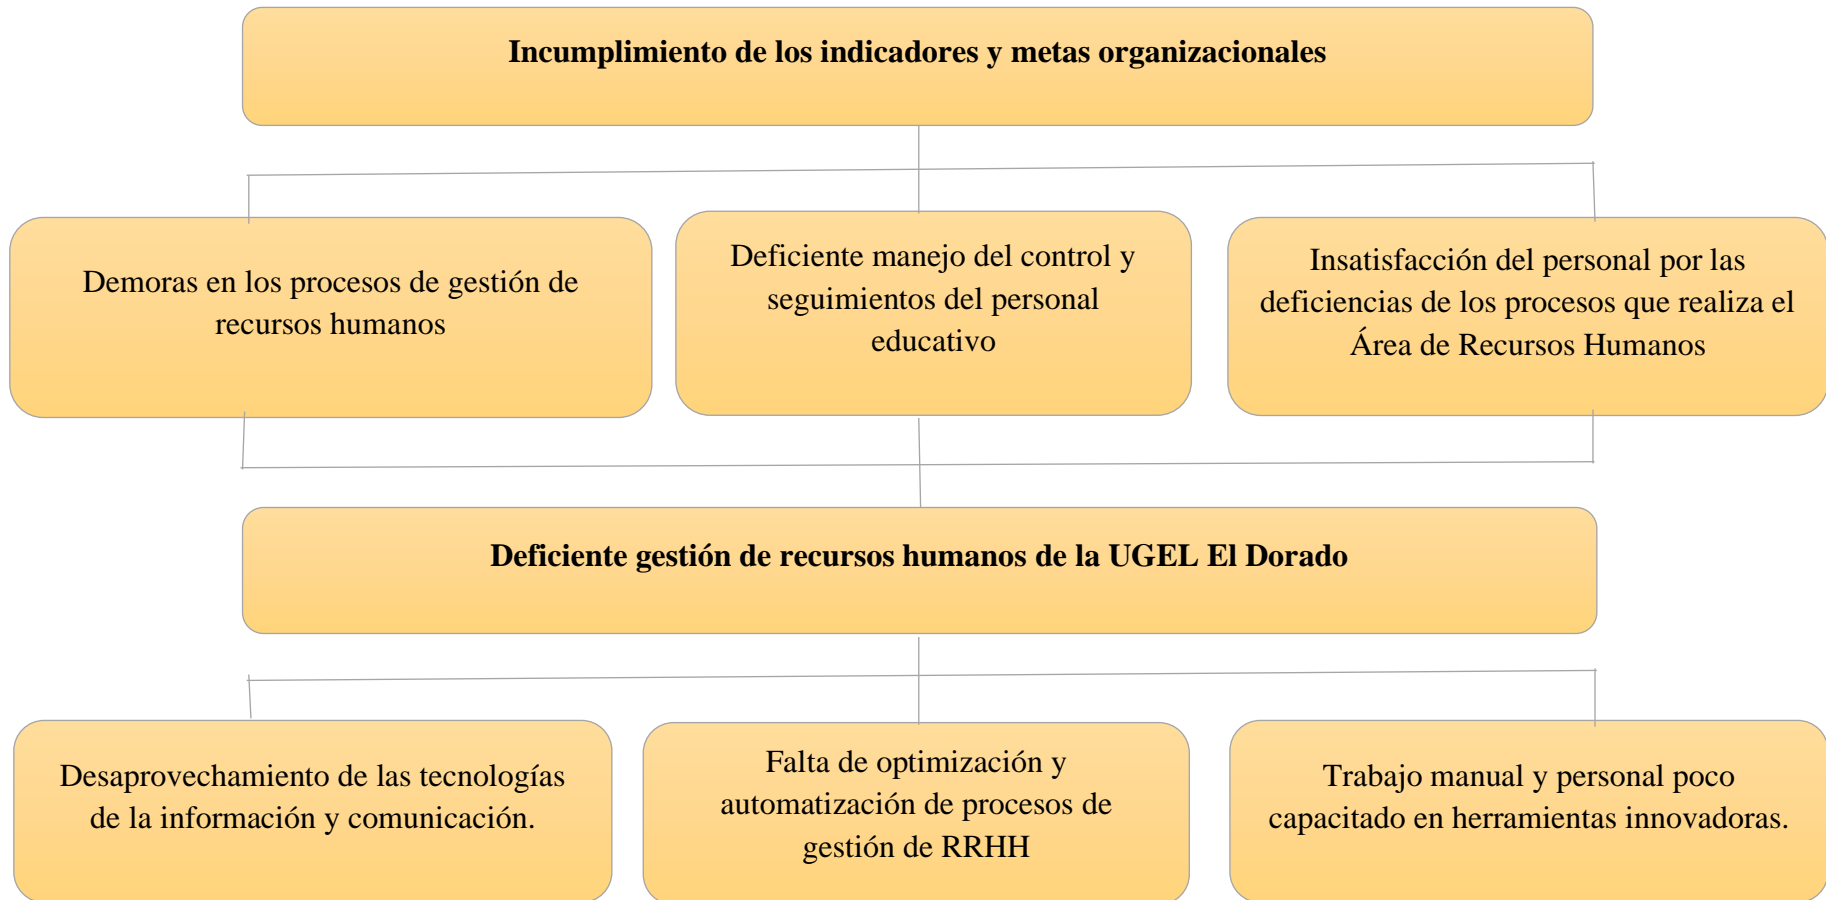 Incumplimiento de los indicadores y metas organizacionales
Demoras en los procesos de gestión de
recursos humanos
Deficiente manejo del control y
seguimientos del personal
educativo
Insatisfacción del personal por las
deficiencias de los procesos que realiza el
Área de Recursos Humanos
Deficiente gestión de recursos humanos de la UGEL El Dorado
Desaprovechamiento de las tecnologías
de la información y comunicación.
Falta de optimización y
automatización de procesos de
gestión de RRHH
Trabajo manual y personal poco
capacitado en herramientas innovadoras.